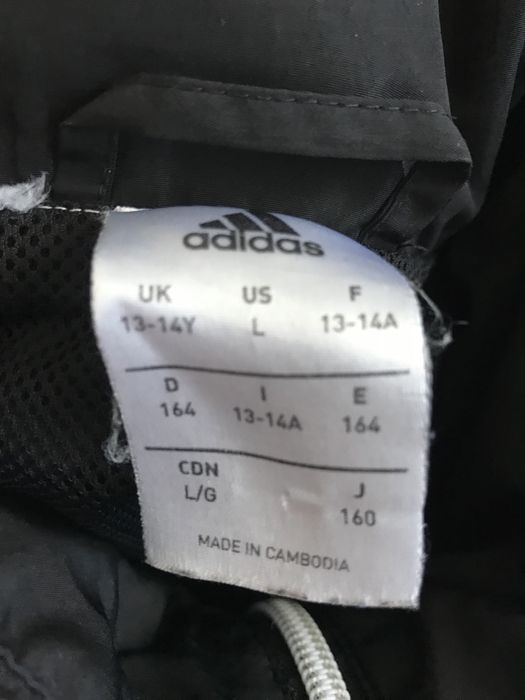 adidas
UK US F
13-14Y L 13-14A
D I E
164 13-14A 164
CDN J
L/G 160
MADE IN CAMBODIA